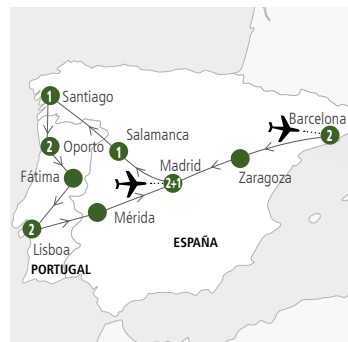 1 Santiago
Barcelona
2
Salamanca
2 Oporto
1
Madrid
Zaragoza
Fátima
2+1
Mérida
2
Lisboa
ESPAÑA
PORTUGAL